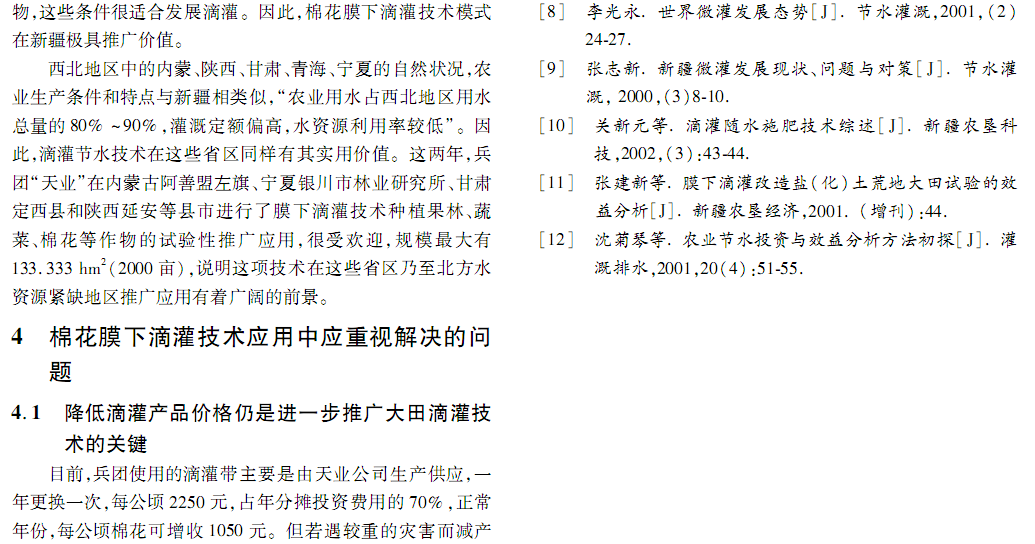 物,这些条件很适合发展滴灌。因此,棉花膜下滴灌技术模式
在新疆极具推广价值。
西北地区中的内蒙、陕西、甘肃、青海、宁夏的自然状况,农
业生产条件和特点与新疆相类似,“农业用水占西北地区用水
总量的 80% ~90%,灌溉定额偏高,水资源利用率较低”。因
此,滴灌节水技术在这些省区同样有其实用价值。这两年,兵
团“天业”在内蒙古阿善盟左旗、宁夏银川市林业研究所、甘肃
定西县和陕西延安等县市进行了膜下滴灌技术种植果林、蔬
菜、棉花等作物的试验性推广应用,很受欢迎,规模最大有
133.333 hm²(2000 亩),说明这项技术在这些省区乃至北方水
资源紧缺地区推广应用有着广阔的前景。
4 棉花膜下滴灌技术应用中应重视解决的问
题
4.1 降低滴灌产品价格仍是进一步推广大田滴灌技
术的关键
目前,兵团使用的滴灌带主要是由天业公司生产供应,一
年更换一次,每公顷 2250 元,占年分摊投资费用的 70%,正常
年份,每公顷棉花可增收 1050 元。但若遇较重的灾害而减产
[8] 李光永. 世界微灌发展态势[J]. 节水灌溉,2001,(2)
24-27.
[9] 张志新. 新疆微灌发展现状、问题与对策[J]. 节水灌
溉, 2000,(3)8-10.
[10] 关新元等. 滴灌随水施肥技术综述[J]. 新疆农垦科
技,2002,(3):43-44.
[11] 张建新等. 膜下滴灌改造盐(化)土荒地大田试验的效
益分析[J]. 新疆农垦经济,2001. (增刊):44.
[12] 沈菊琴等. 农业节水投资与效益分析方法初探[J]. 灌
溉排水,2001,20(4):51-55.